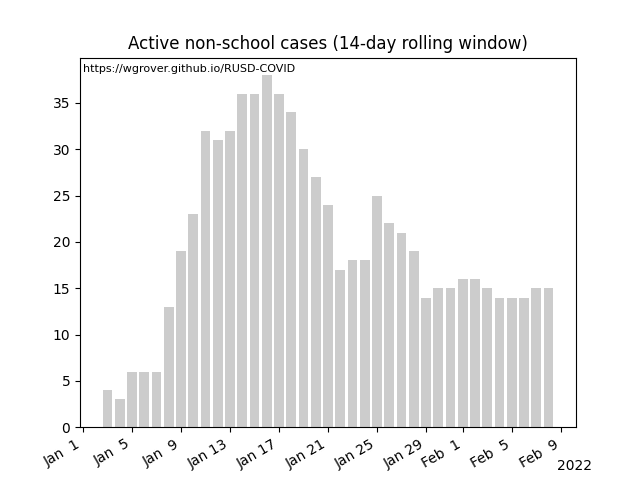 Active non-school cases (14-day rolling window)
https://wgrover.github.io/RUSD-COVID
35
30
25
20
15
10
5
0
Jan 1
Jan 5
Jan 9
Jan 13
Jan 17
Jan 21
Jan 25
Jan 29
Feb 1
Feb 5
Feb 9
2022